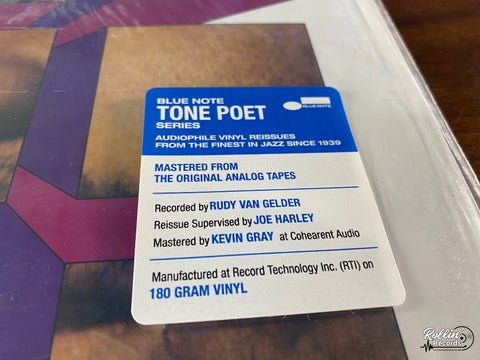 BLUE NOTE
TONE POET
SERIES
BLUE NOTE
AUDIOPHILE VINYL REISSUES
FROM THE FINEST IN JAZZ SINCE 1939
MASTERED FROM
THE ORIGINAL ANALOG TAPES
Recorded by RUDY VAN GELDER
Reissue Supervised by JOE HARLEY
Mastered by KEVIN GRAY at Cohearent Audio
Manufactured at Record Technology Inc. (RTI) on
180 GRAM VINYL
Rollin'
Records